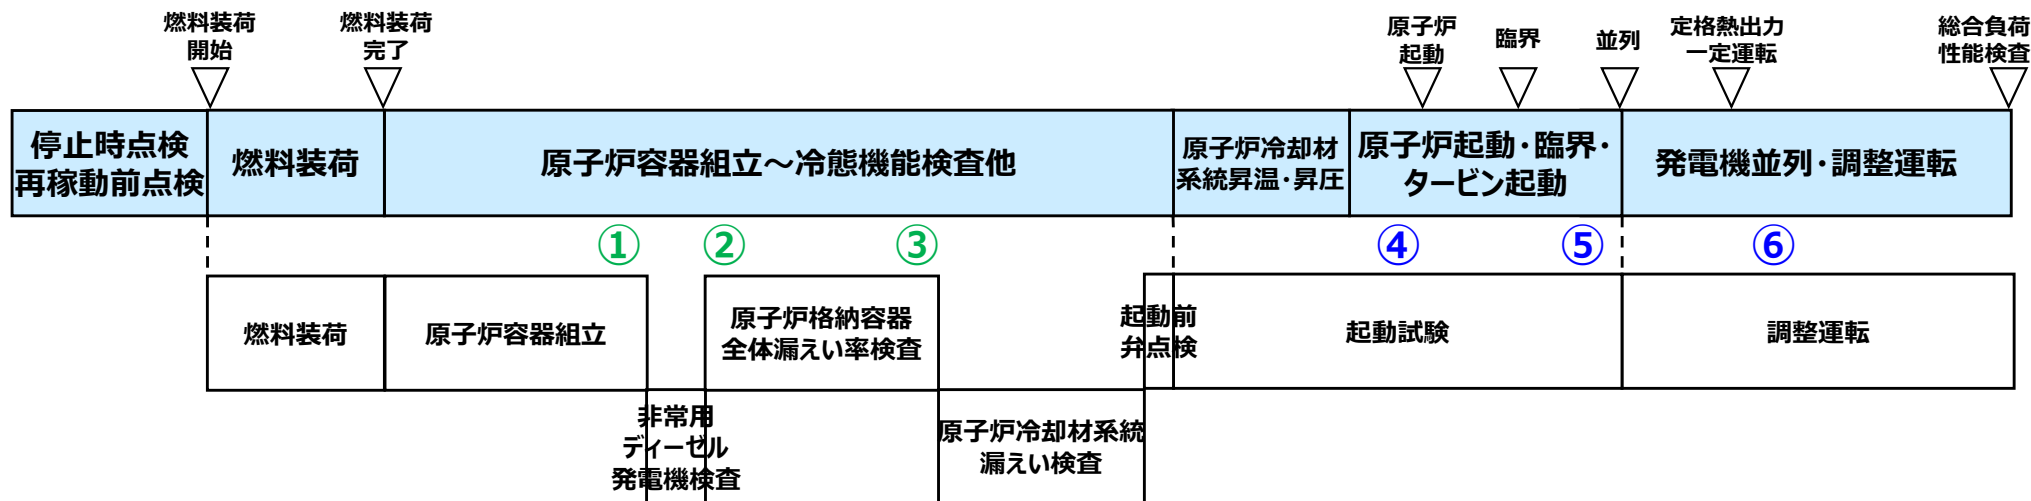 燃料装荷
開始
燃料装荷
完了
原子炉
起動
臨界
並列
定格熱出力
一定運転
総合負荷
性能検査
停止時点検
再稼動前点検
燃料装荷
原子炉容器組立～冷態機能検査他
原子炉冷却材
系統昇温・昇圧
原子炉起動・臨界・
タービン起動
発電機並列・調整運転
① ② ③ ④ ⑤ ⑥
燃料装荷
原子炉容器組立
原子炉格納容器
全体漏えい率検査
起動前
弁点検
起動試験
調整運転
非常用
ディーゼル
発電機検査
原子炉冷却材系統
漏えい検査